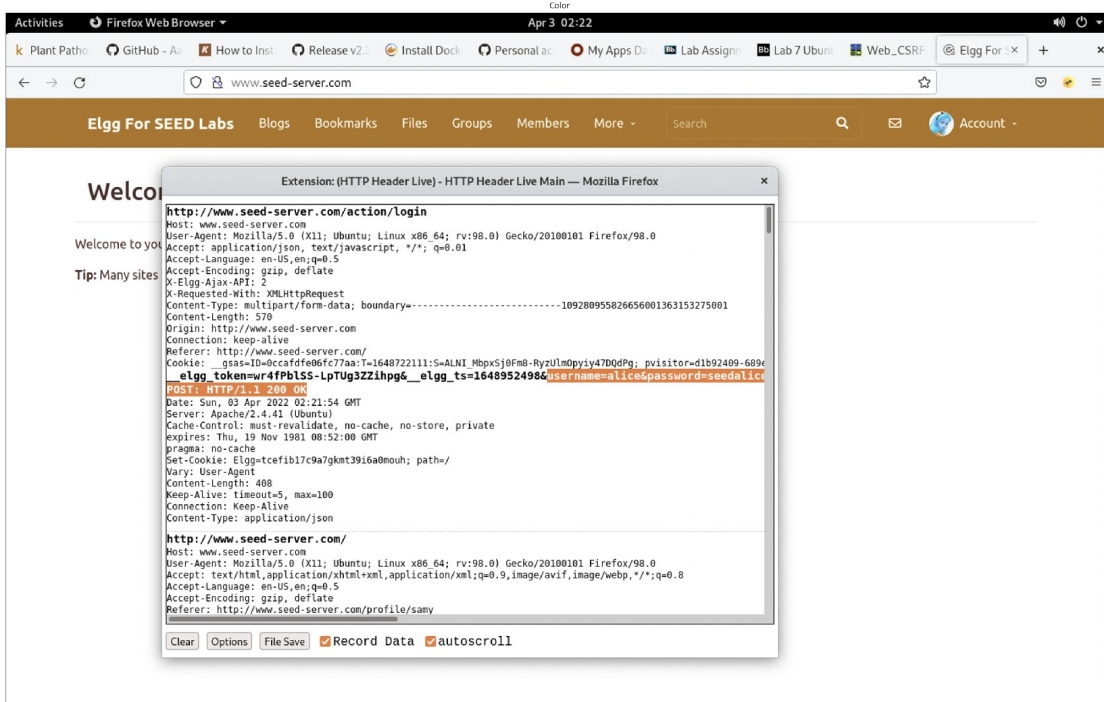 Color
Activities Firefox Web Browser Apr 3 02:22
Plant Patho GitHub - Aa How to Inst Release v2. Install Dock Personal ac My Apps Da Lab Assign Lab 7 Ubunt Web_CSRF Elgg For S
www.seed-server.com
Elgg For SEED Labs Blogs Bookmarks Files Groups Members More Search Account
Welco
Welcome to you
Tip: Many sites
Extension: (HTTP Header Live) - HTTP Header Live Main — Mozilla Firefox
http://www.seed-server.com/action/login
Host: www.seed-server.com
User-Agent: Mozilla/5.0 (X11; Ubuntu; Linux x86_64; rv:98.0) Gecko/20100101 Firefox/98.0
Accept: application/json, text/javascript, */*; q=0.01
Accept-Language: en-US,en;q=0.5
Accept-Encoding: gzip, deflate
X-Elgg-Ajax-API: 2
X-Requested-With: XMLHttpRequest
Content-Type: multipart/form-data; boundary=---------------------------109280955826656001363153275001
Content-Length: 570
Origin: http://www.seed-server.com
Connection: keep-alive
Referer: http://www.seed-server.com/
Cookie: __gsas=ID=0ccafdfe06fc77aa:T=1648722111:S=ALNI_MbpxSj0Fm8-RyzUlmOpyiy47DQdPg; pvisitor=d1b92409-689e
__elgg_token=wr4fPblSS-LpTUg3ZZihpg&__elgg_ts=1648952498&username=alice&password=seedalice
POST: HTTP/1.1 200 OK
Date: Sun, 03 Apr 2022 02:21:54 GMT
Server: Apache/2.4.41 (Ubuntu)
Cache-Control: must-revalidate, no-cache, no-store, private
expires: Thu, 19 Nov 1981 08:52:00 GMT
pragma: no-cache
Set-Cookie: Elgg=tcefib17c9a7gkmt39i6a0mouh; path=/
Vary: User-Agent
Content-Length: 408
Keep-Alive: timeout=5, max=100
Connection: Keep-Alive
Content-Type: application/json
http://www.seed-server.com/
Host: www.seed-server.com
User-Agent: Mozilla/5.0 (X11; Ubuntu; Linux x86_64; rv:98.0) Gecko/20100101 Firefox/98.0
Accept: text/html,application/xhtml+xml,application/xml;q=0.9,image/avif,image/webp,*/*;q=0.8
Accept-Language: en-US,en;q=0.5
Accept-Encoding: gzip, deflate
Referer: http://www.seed-server.com/profile/samy
Clear Options File Save Record Data autoscroll